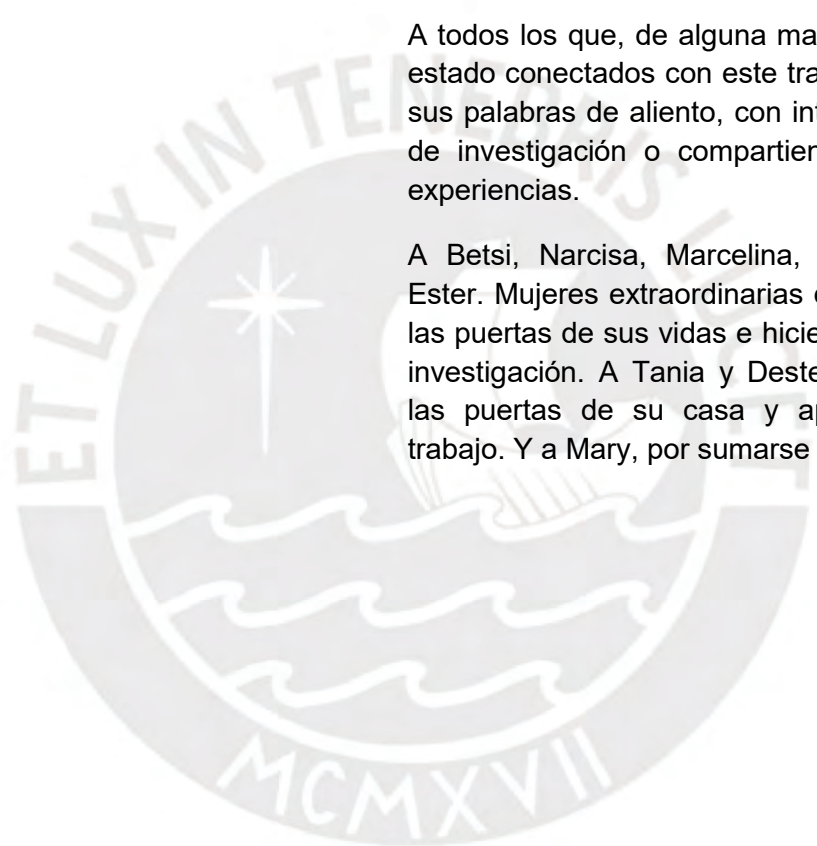 A todos los que, de alguna
estado conectados con este
sus palabras de aliento, con
de investigación o
experiencias.
A Betsi, Narcisa, Marcelina,
Ester. Mujeres extraordinarias
las puertas de sus vidas e
investigación. A Tania y
las puertas de su casa y
trabajo. Y a Mary, por sumarse
ET LUX IN TENEBRIS LUCET
MCMXVII